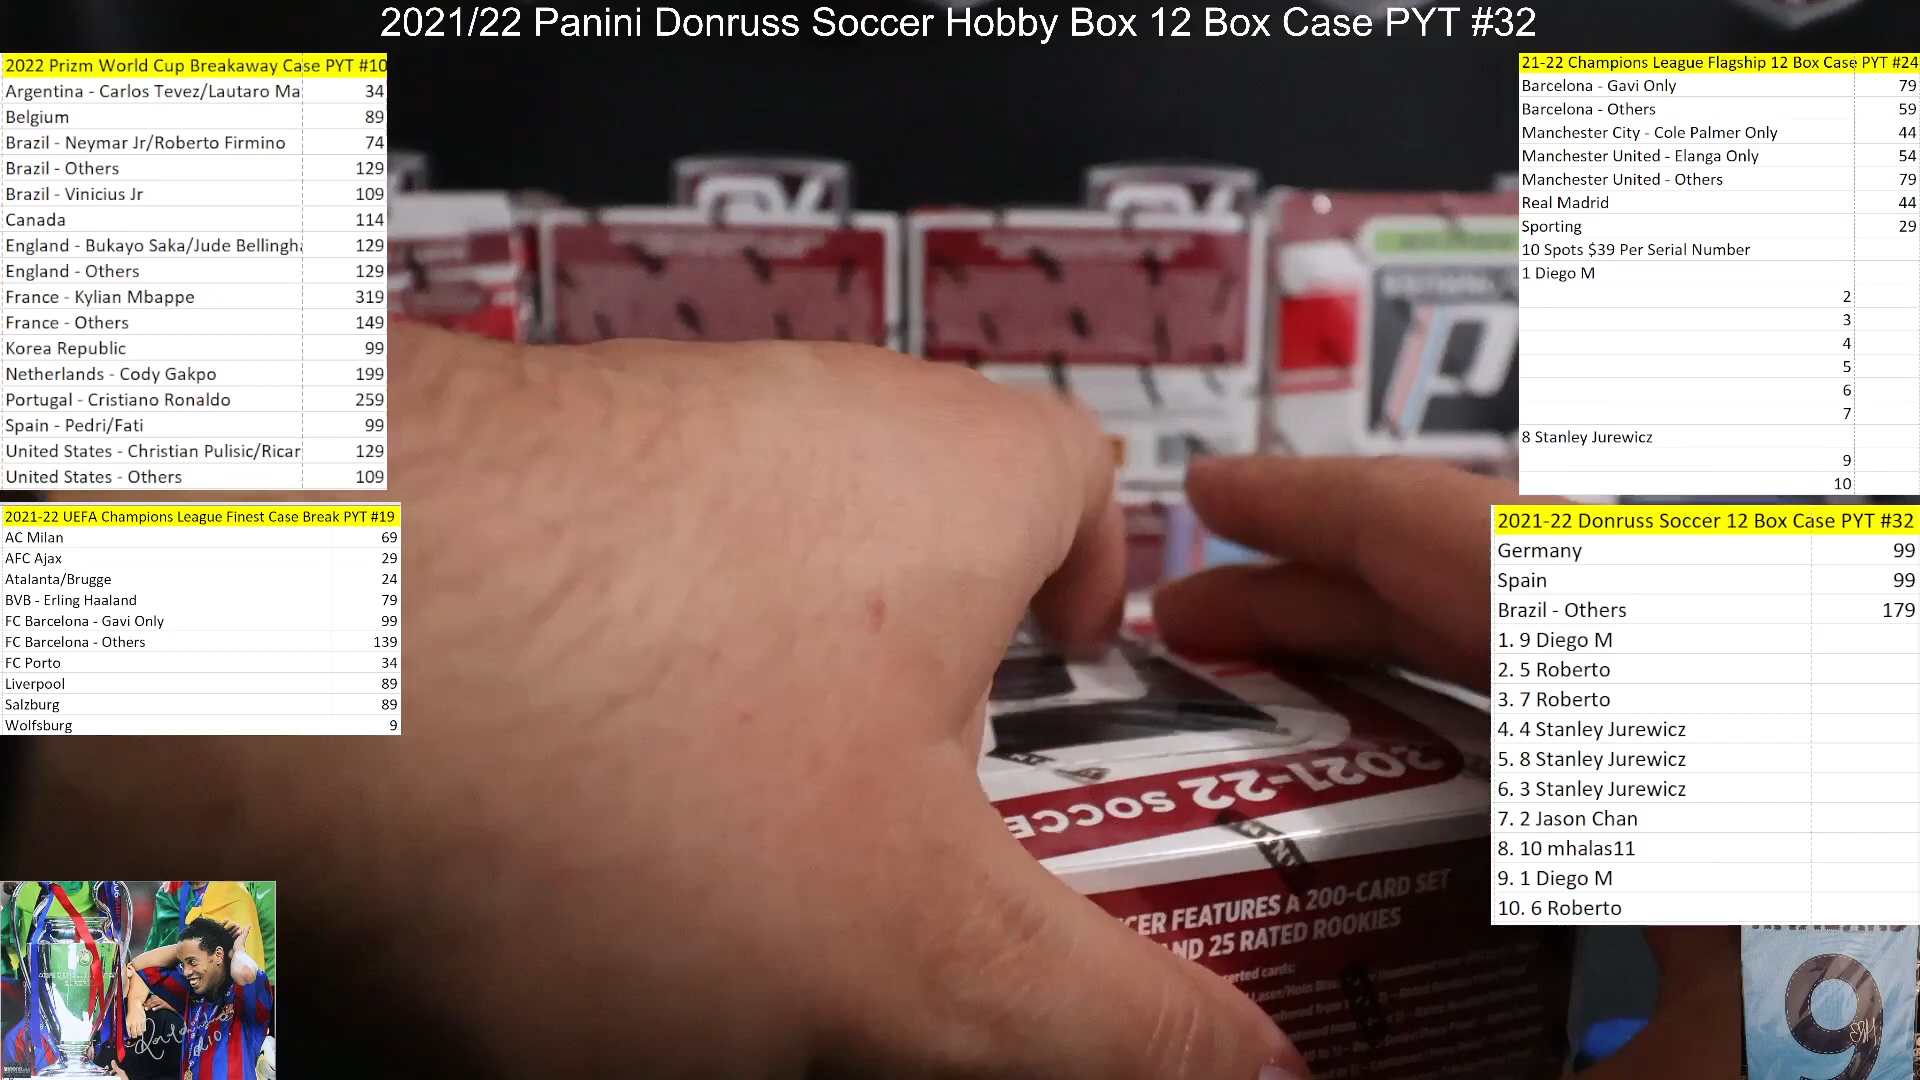 2021/22 Panini Donruss Soccer Hobby Box 12 Box Case PYT #32
2022 Prizm World Cup Breakaway Case PYT #10
Argentina - Carlos Tevez/Lautaro Ma 34
Belgium 89
Brazil - Neymar Jr/Roberto Firmino 74
Brazil - Others 129
Brazil - Vinicius Jr 109
Canada 114
England - Bukayo Saka/Jude Bellingha 129
England - Others 129
France - Kylian Mbappe 319
France - Others 149
Korea Republic 99
Netherlands - Cody Gakpo 199
Portugal - Cristiano Ronaldo 259
Spain - Pedri/Fati 99
United States - Christian Pulisic/Ricar 129
United States - Others 109
2021-22 UEFA Champions League Finest Case Break PYT #19
AC Milan 69
AFC Ajax 29
Atalanta/Brugge 24
BVB - Erling Haaland 79
FC Barcelona - Gavi Only 99
FC Barcelona - Others 139
FC Porto 34
Liverpool 89
Salzburg 89
Wolfsburg 9
21-22 Champions League Flagship 12 Box Case PYT #24
Barcelona - Gavi Only 79
Barcelona - Others 59
Manchester City - Cole Palmer Only 44
Manchester United - Elanga Only 54
Manchester United - Others 79
Real Madrid 44
Sporting 29
10 Spots $39 Per Serial Number
1 Diego M
2
3
4
5
6
7
8 Stanley Jurewicz
9
10
2021-22 Donruss Soccer 12 Box Case PYT #32
Germany 99
Spain 99
Brazil - Others 179
1. 9 Diego M
2. 5 Roberto
3. 7 Roberto
4. 4 Stanley Jurewicz
5. 8 Stanley Jurewicz
6. 3 Stanley Jurewicz
7. 2 Jason Chan
8. 10 mhalas11
9. 1 Diego M
10. 6 Roberto
2021-22 SOCCE
CER FEATURES A 200-CARD SET
ND 25 RATED ROOKIES
serted cards:
9